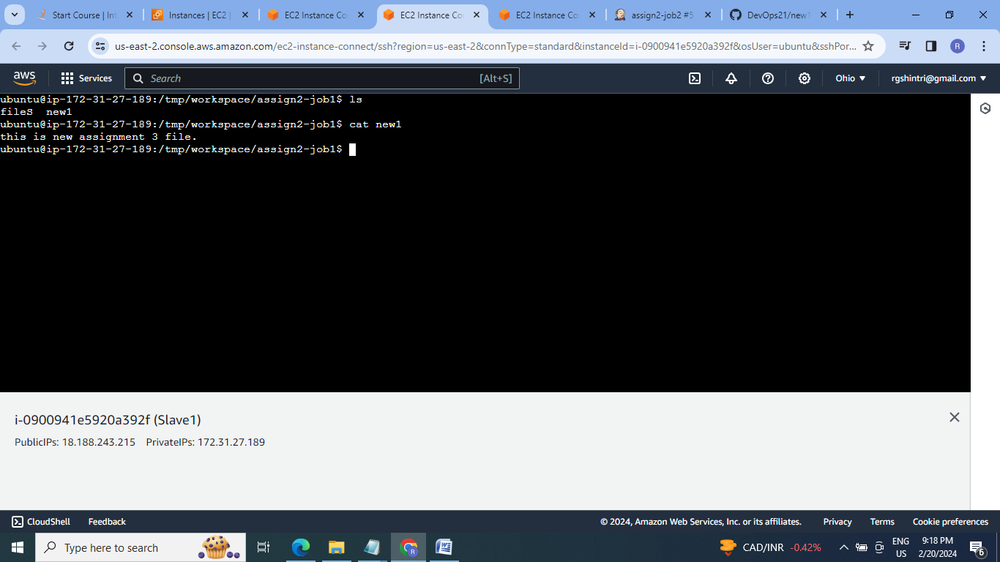 Start Course | Int
Instances | EC2 |
EC2 Instance Co
EC2 Instance Co
EC2 Instance Co
assign2-job2 #5
DevOps21/new1
us-east-2.console.aws.amazon.com/ec2-instance-connect/ssh?region=us-east-2&connType=standard&instanceId=i-0900941e5920a392f&osUser=ubuntu&sshPor...
R
aws
Services
Search
[Alt+S]
Ohio
rgshintri@gmail.com
ubuntu@ip-172-31-27-189:/tmp/workspace/assign2-job1$ ls
fileS new1
ubuntu@ip-172-31-27-189:/tmp/workspace/assign2-job1$ cat new1
this is new assignment 3 file.
ubuntu@ip-172-31-27-189:/tmp/workspace/assign2-job1$
i-0900941e5920a392f (Slave1)
PublicIPs: 18.188.243.215 PrivateIPs: 172.31.27.189
CloudShell
Feedback
© 2024, Amazon Web Services, Inc. or its affiliates.
Privacy
Terms
Cookie preferences
Type here to search
R
W
CAD/INR -0.42%
ENG
US
9:18 PM
2/20/2024
6